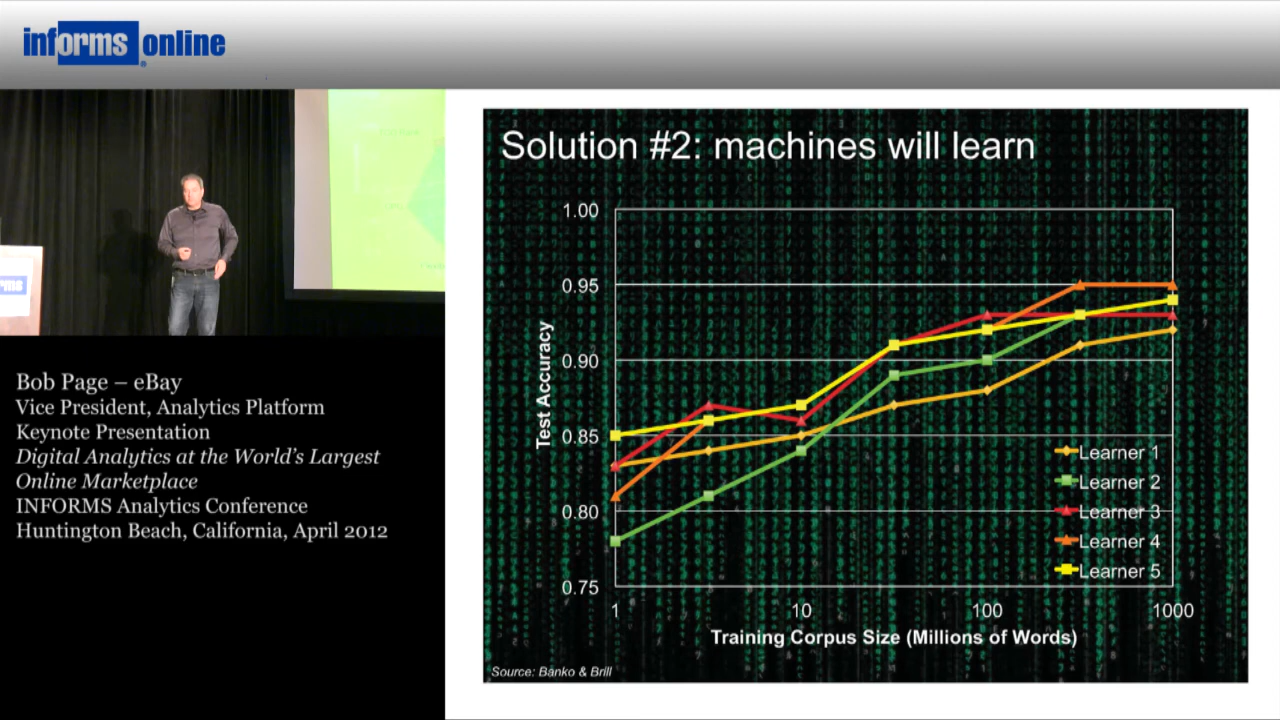 informs online
®
rms
Bob Page – eBay
Vice President, Analytics Platform
Keynote Presentation
Digital Analytics at the World's Largest
Online Marketplace
INFORMS Analytics Conference
Huntington Beach, California, April 2012
Solution #2: machines will learn
1.00
0.95
0.90
0.85
0.80
0.75
Test Accuracy
Learner 1
Learner 2
Learner 3
Learner 4
Learner 5
1 10 100 1000
Training Corpus Size (Millions of Words)
Source: Banko & Brill